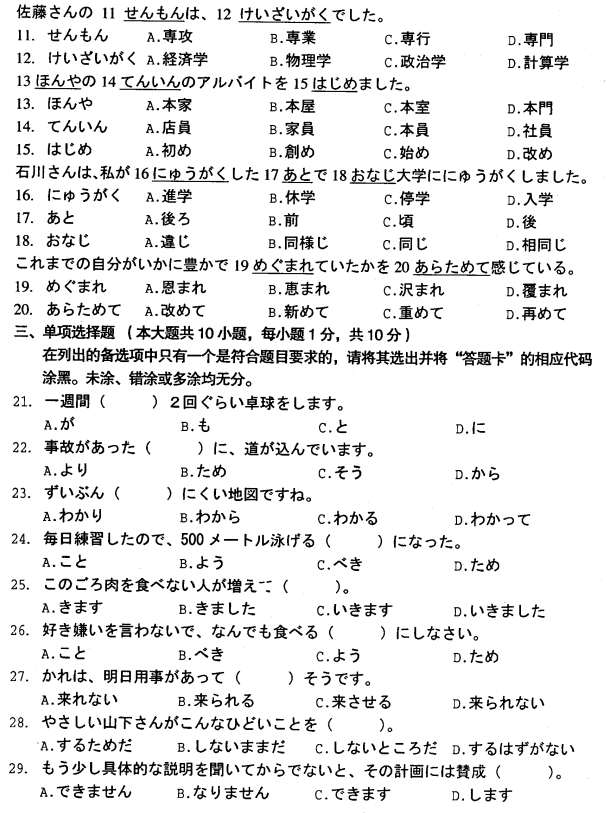 佐藤さんの 11 せんもんは、12 けいざいがくでした。
11. せんもん A.専攻 B.専業 C.専行 D.専門
12. けいざいがく A.経済学 B.物理学 C.政治学 D.計算学
13 ほんやの 14 てんいんのアルバイトを 15 はじめました。
13. ほんや A.本家 B.本屋 C.本室 D.本門
14. てんいん A.店員 B.家員 C.本員 D.社員
15. はじめ A.初め B.創め C.始め D.改め
石川さんは、私が 16 にゅうがくした 17 あとで 18 おなじ大学ににゅうがくしました。
16. にゅうがく A.進学 B.休学 C.停学 D.入学
17. あと A.後ろ B.前 C.頃 D.後
18. おなじ A.違じ B.同様じ C.同じ D.相同じ
これまでの自分がいかに豊かで 19 めぐまれていたかを 20 あらためて感じている。
19. めぐまれ A.恩まれ B.恵まれ C.沢まれ D.覆まれ
20. あらためて A.改めて B.新めて C.重めて D.再めて
三、单项选择题(本大题共 10 小题，每小题 1 分，共 10 分)
在列出的备选项中只有一个是符合题目要求的，请将其选出并将“答题卡”的相应代码
涂黑。未涂、错涂或多涂均无分。
21. 一週間（ ）２回ぐらい卓球をします。
A.が B.も C.と D.に
22. 事故があった（ ）に、道が込んでいます。
A.より B.ため C.そう D.から
23. ずいぶん（ ）にくい地図ですね。
A.わかり B.わから C.わかる D.わかって
24. 毎日練習したので、500 メートル泳げる（ ）になった。
A.こと B.よう C.べき D.ため
25. このごろ肉を食べない人が増えて（ ）。
A.きます B.きました C.いきます D.いきました
26. 好き嫌いを言わないで、なんでも食べる（ ）にしなさい。
A.こと B.べき C.よう D.ため
27. かれは、明日用事があって（ ）そうです。
A.来れない B.来られる C.来させる D.来られない
28. やさしい山下さんがこんなひどいことを（ ）。
A.するためだ B.しないままだ C.しないところだ D.するはずがない
29. もう少し具体的な説明を聞いてからでないと、その計画には賛成（ ）。
A.できません B.なりません C.できます D.します